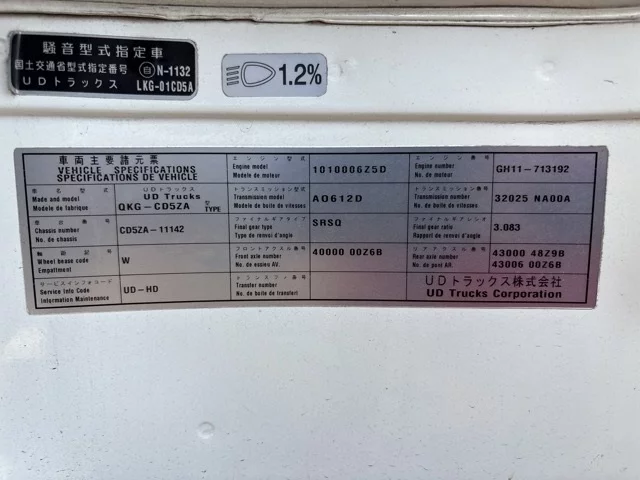 騒音型式指定車
国土交通省型式指定番号 自 N-1132
UDトラックス LKG-01CD5A
1.2%
車両主要諸元票
VEHICLE SPECIFICATIONS
SPECIFICATIONS DE VEHICLE
エンジン型式
Engine model
Modele de moteur
1010006Z5D
エンジン番号
Engine number
No. de moteur
GH11-713192
車名型式
Made and model
Modele de fabrique
UDトラックス
UD Trucks
QKG-CD5ZA 型 TYPE
トランスミッション型式
Transmission model
Modele de boite de vitesses
AO612D
トランスミッション番号
Transmission number
No. de boite de vitesses
32025 NA00A
車台番号
Chassis number
No. de chassis
CD5ZA-11142
ファイナルギアタイプ
Final gear type
Type de renvoi d'angle
SRSQ
ファイナルギアレシオ
Final gear ratio
Rapport de renvoi d'angle
3.083
軸距記号
Wheel bease code
Empattment
W
フロントアクスル番号
Front axle number
No. de essieu AV.
40000 00Z6B
リアアクスル番号
Rear axle number
No. de pont AR.
43000 48Z9B
43006 00Z6B
サービスインフォコード
Service Info Code
Information Maintenance
UD-HD
トランスファ番号
Transfer number
No. de boite de transfert
UDトラックス株式会社
UD Trucks Corporation